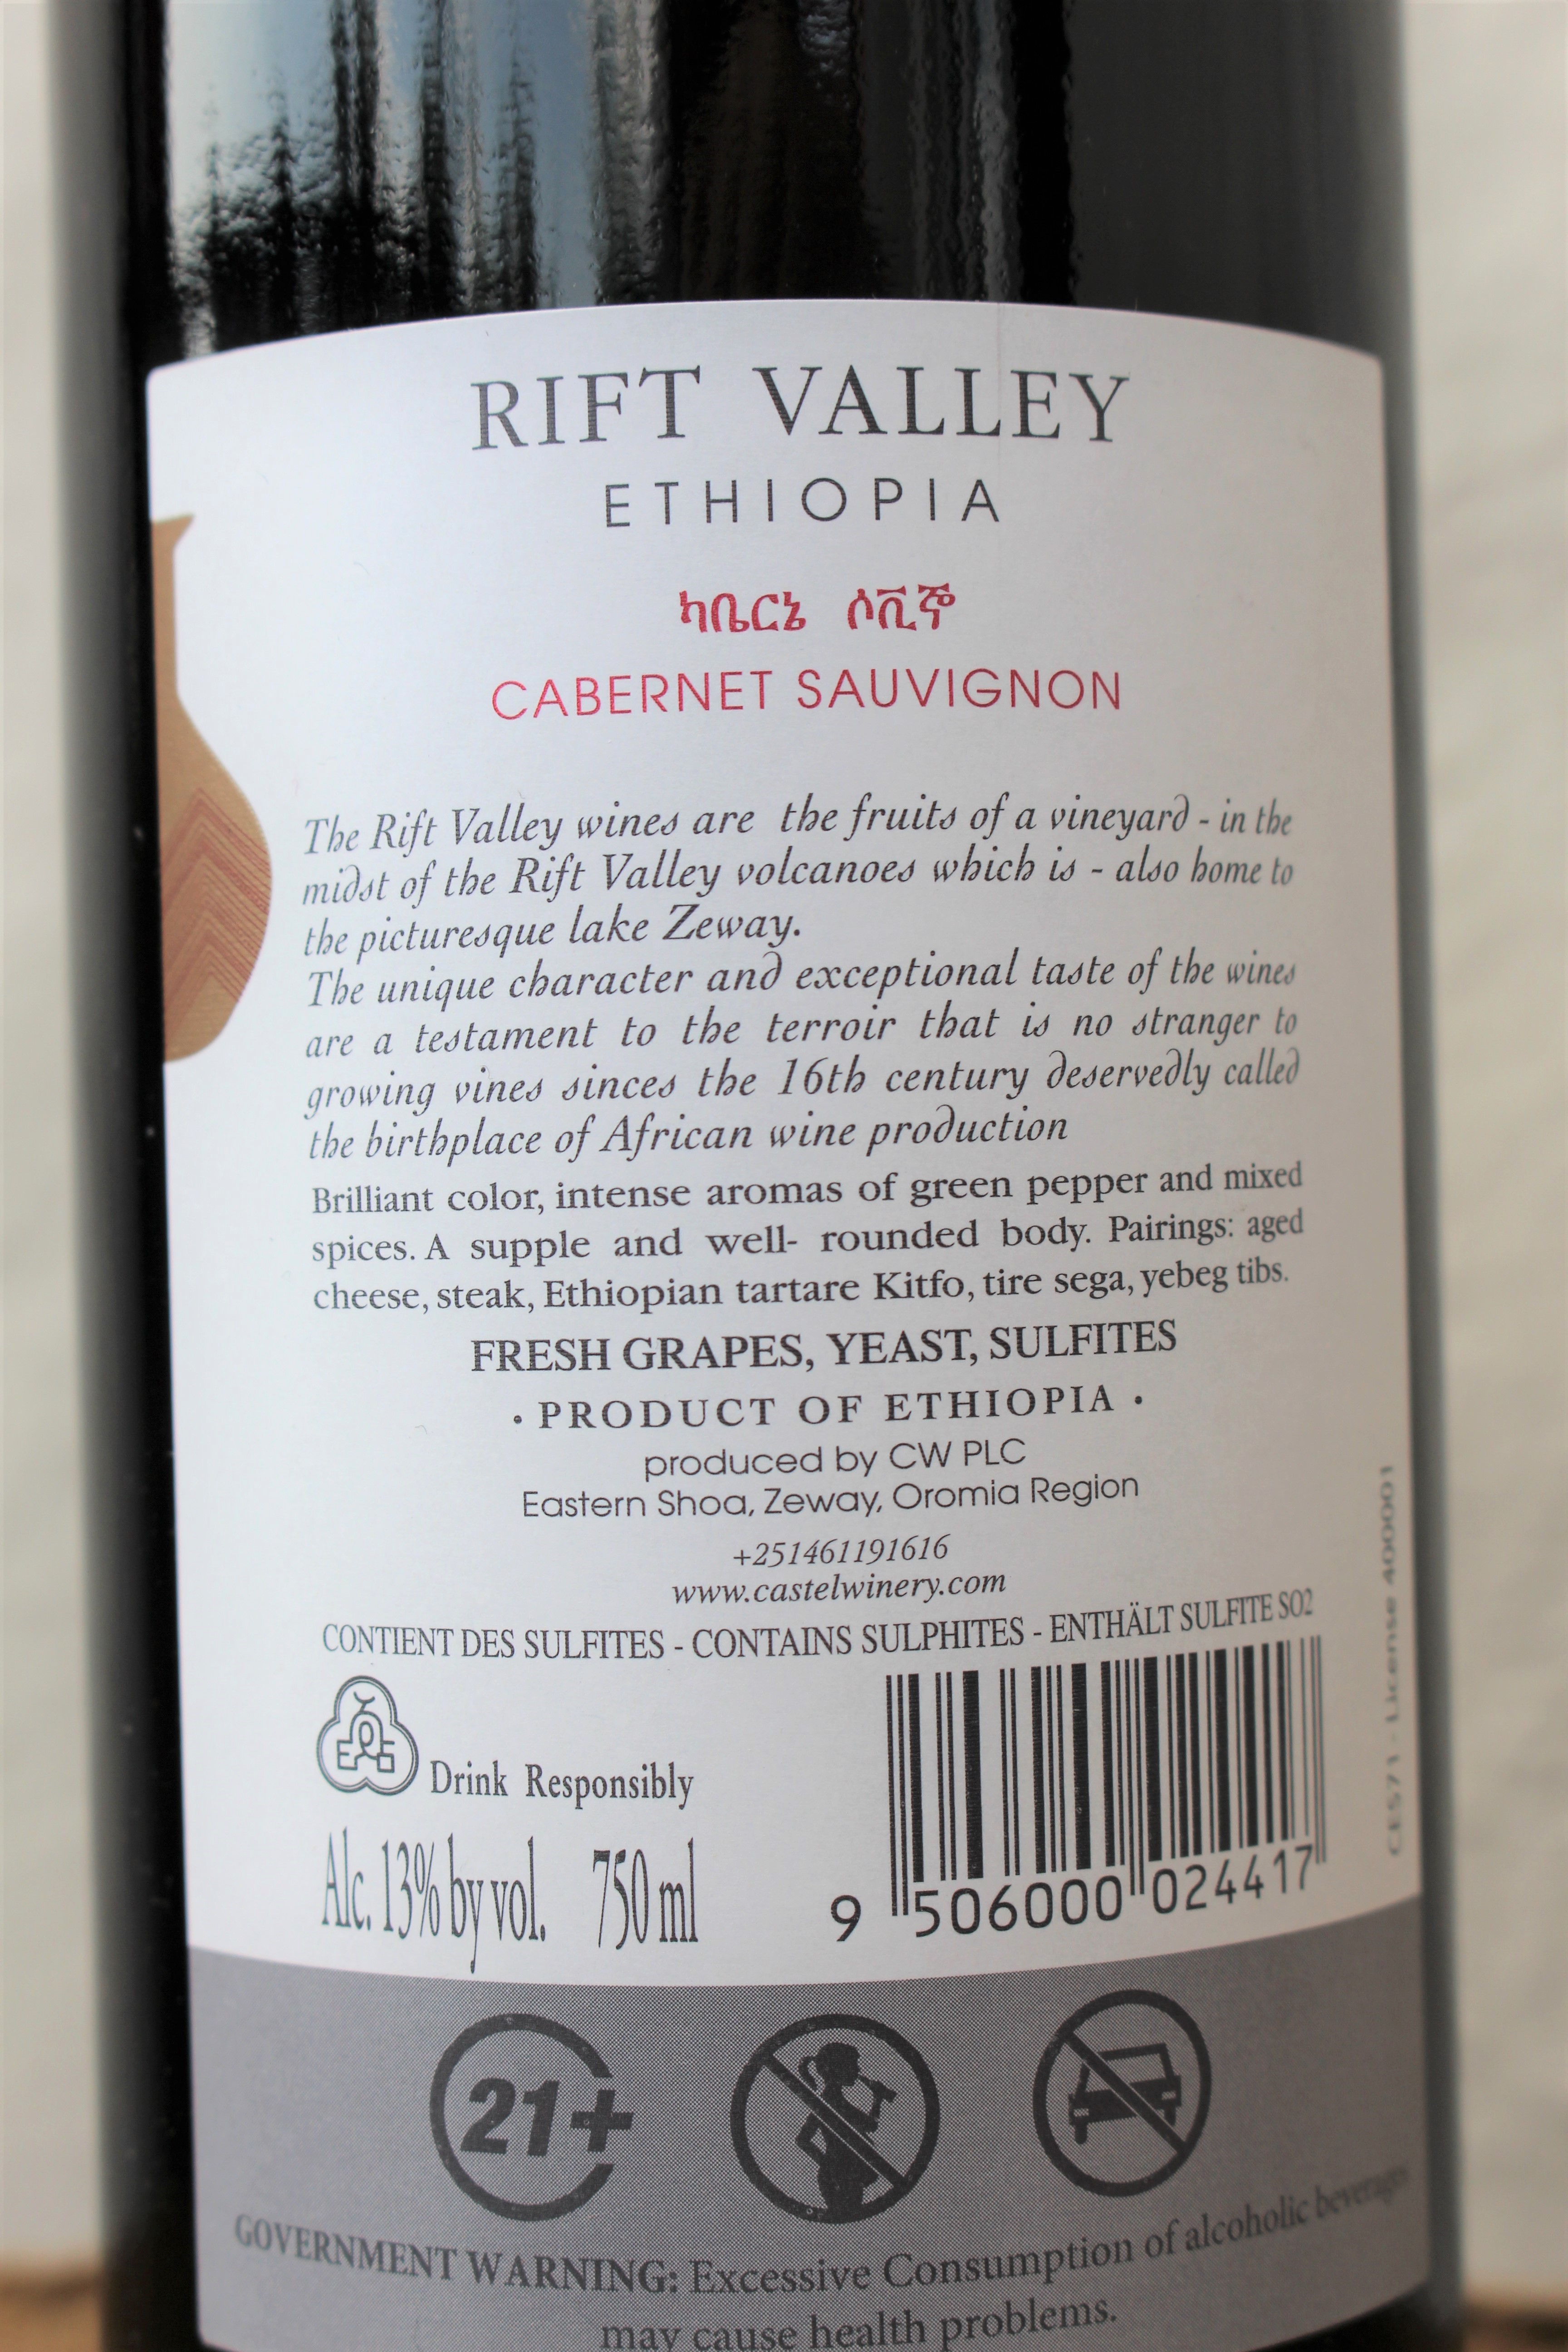 RIFT VALLEY
ETHIOPIA
ካቤርኔ ሶቪኞ
CABERNET SAUVIGNON
The Rift Valley wines are the fruits of a vineyard - in the
midst of the Rift Valley volcanoes which is - also home to
the picturesque lake Zeway.
The unique character and exceptional taste of the wines
are a testament to the terroir that is no stranger to
growing vines sinces the 16th century deservedly called
the birthplace of African wine production
Brilliant color, intense aromas of green pepper and mixed
spices. A supple and well- rounded body. Pairings: aged
cheese, steak, Ethiopian tartare Kitfo, tire sega, yebeg tibs.
FRESH GRAPES, YEAST, SULFITES
· PRODUCT OF ETHIOPIA ·
produced by CW PLC
Eastern Shoa, Zeway, Oromia Region
+251461191616
www.castelwinery.com
CONTIENT DES SULFITES - CONTAINS SULPHITES - ENTHÄLT SULFITE SO2
CES71 - License 400001
Drink Responsibly
Alc. 13% by vol. 750 ml
9 506000 024417
21+
GOVERNMENT WARNING: Excessive Consumption of alcoholic beverages
may cause health problems.